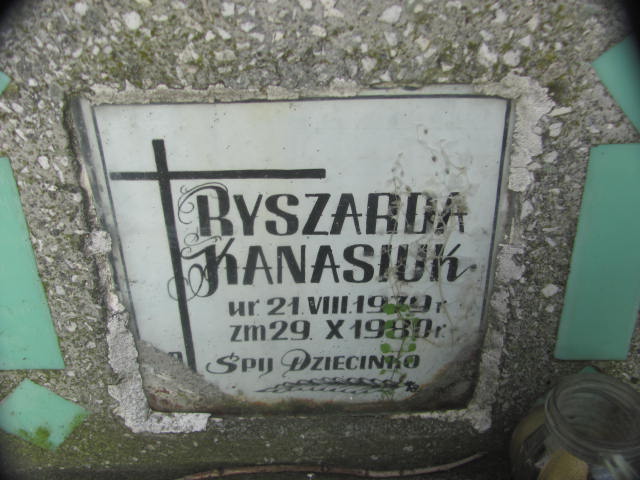 RYSZARDA
KANASIUK
ur. 21. VIII. 1979 r.
zm 29. X 1980 r.
ŚPIJ DZIECINKO